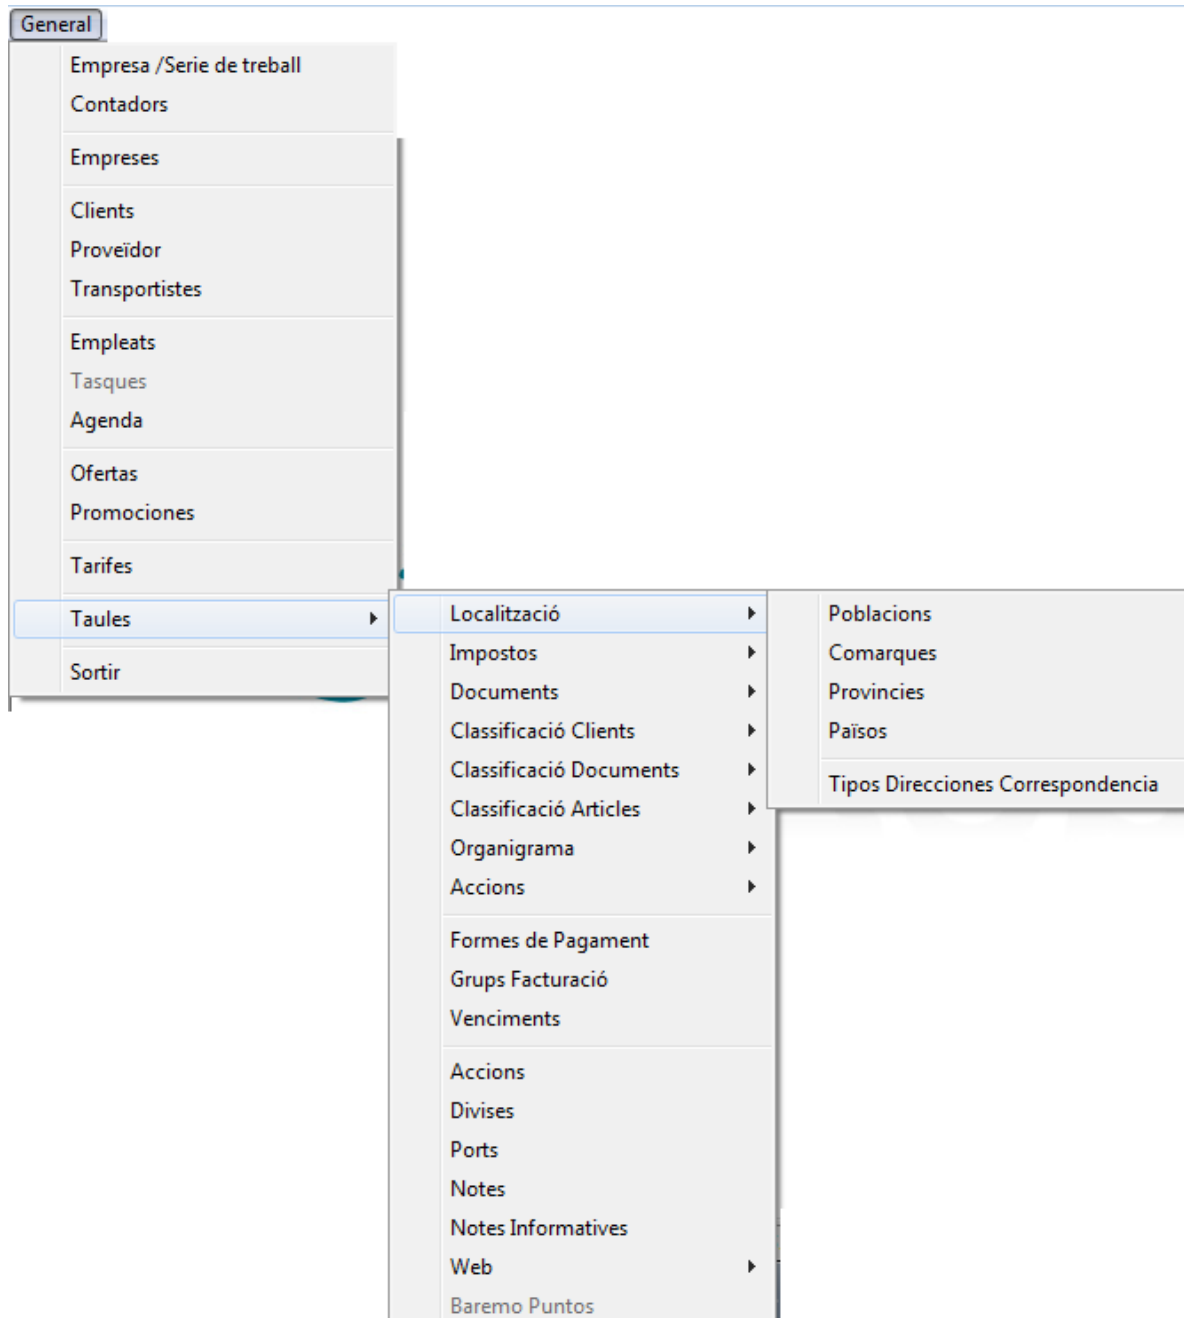 General
Empresa /Serie de treball
Contadors
Empreses
Clients
Proveïdor
Transportistes
Empleats
Tasques
Agenda
Ofertas
Promociones
Tarifes
Taules
Sortir
Localització
Impostos
Documents
Classificació Clients
Classificació Documents
Classificació Articles
Organigrama
Accions
Formes de Pagament
Grups Facturació
Venciments
Accions
Divises
Ports
Notes
Notes Informatives
Web
Baremo Puntos
Poblacions
Comarques
Provincies
Països
Tipos Direcciones Correspondencia